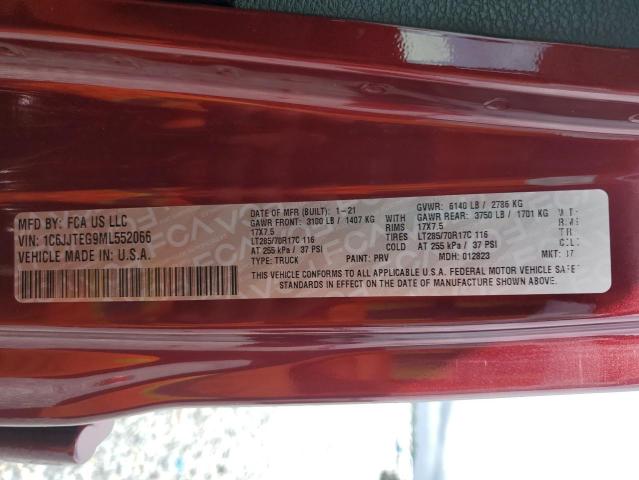 MFD BY: FCA US LLC
VIN: 1C6JJTEG9ML552066
VEHICLE MADE IN: U.S.A.
DATE OF MFR (BUILT): 1-21
GAWR FRONT: 3100 LB / 1407 KG
17X7.5
LT285/70R17C 116
AT 255 kPa / 37 PSI
TYPE: TRUCK
PAINT: PRV
WITH
RIMS
TIRES
COLD
GVWR: 6140 LB / 2786 KG
GAWR REAR: 3750 LB / 1701 KG
17X7.5
LT285/70R17C 116
AT 255 kPa / 37 PSI
MDH: 012823
MKT: 17
CONFORMS TO ALL APPLICABLE U.S.A. FEDERAL MOTOR VEHICLE SAFE
STANDARDS IN EFFECT ON THE DATE OF MANUFACTURE SHOWN ABOVE.